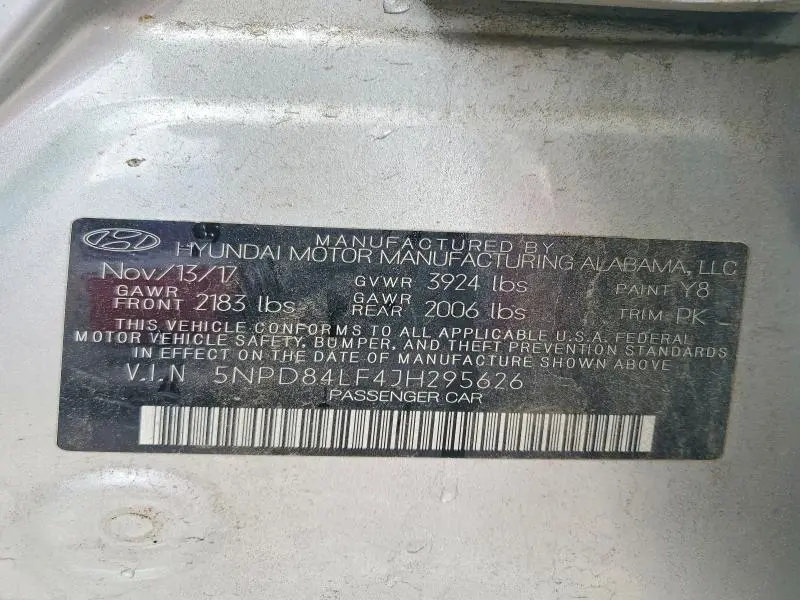 MANUFACTURED BY
HYUNDAI MOTOR MANUFACTURING ALABAMA, LLC
Nov/13/17 GVWR 3924 lbs PAINT Y8
GAWR FRONT 2183 lbs GAWR REAR 2006 lbs TRIM PK
THIS VEHICLE CONFORMS TO ALL APPLICABLE U.S.A. FEDERAL
MOTOR VEHICLE SAFETY, BUMPER, AND THEFT PREVENTION STANDARDS
IN EFFECT ON THE DATE OF MANUFACTURE SHOWN ABOVE
V.I.N 5NPD84LF4JH295626
PASSENGER CAR